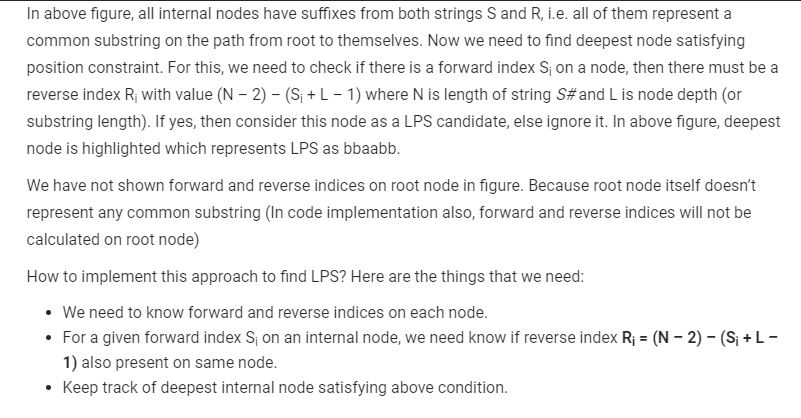 In above figure, all internal nodes have suffixes from both strings S and R, i.e. all of them represent a
common substring on the path from root to themselves. Now we need to find deepest node satisfying
position constraint. For this, we need to check if there is a forward index Si on a node, then there must be a
reverse index Ri with value (N – 2) – (Si + L – 1) where N is length of string S# and L is node depth (or
substring length). If yes, then consider this node as a LPS candidate, else ignore it. In above figure, deepest
node is highlighted which represents LPS as bbaabb.
We have not shown forward and reverse indices on root node in figure. Because root node itself doesn't
represent any common substring (In code implementation also, forward and reverse indices will not be
calculated on root node)
How to implement this approach to find LPS? Here are the things that we need:
• We need to know forward and reverse indices on each node.
• For a given forward index Si on an internal node, we need know if reverse index Ri = (N – 2) – (Si + L –
1) also present on same node.
• Keep track of deepest internal node satisfying above condition.